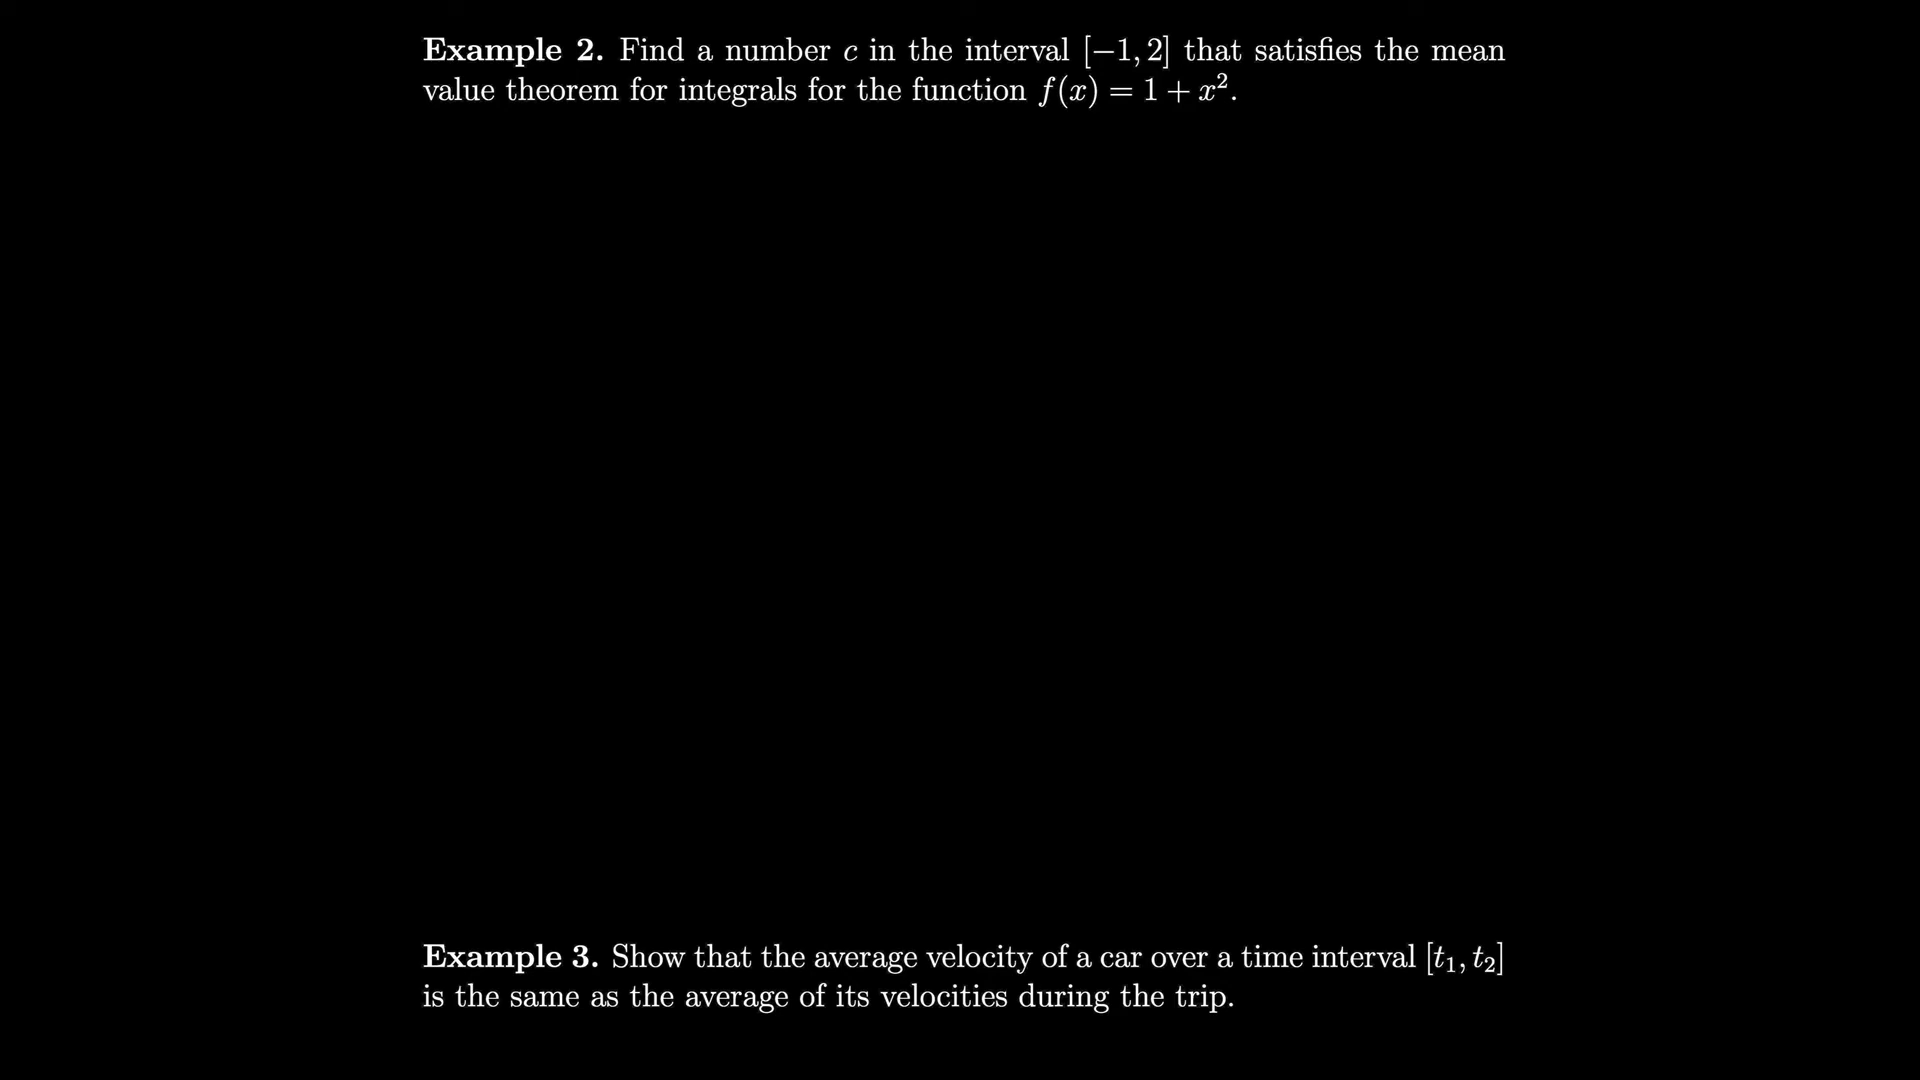 Example 2. Find a number c in the interval [−1, 2] that satisfies the mean
value theorem for integrals for the function f(x) = 1 + x².
Example 3. Show that the average velocity of a car over a time interval [t₁, t₂]
is the same as the average of its velocities during the trip.